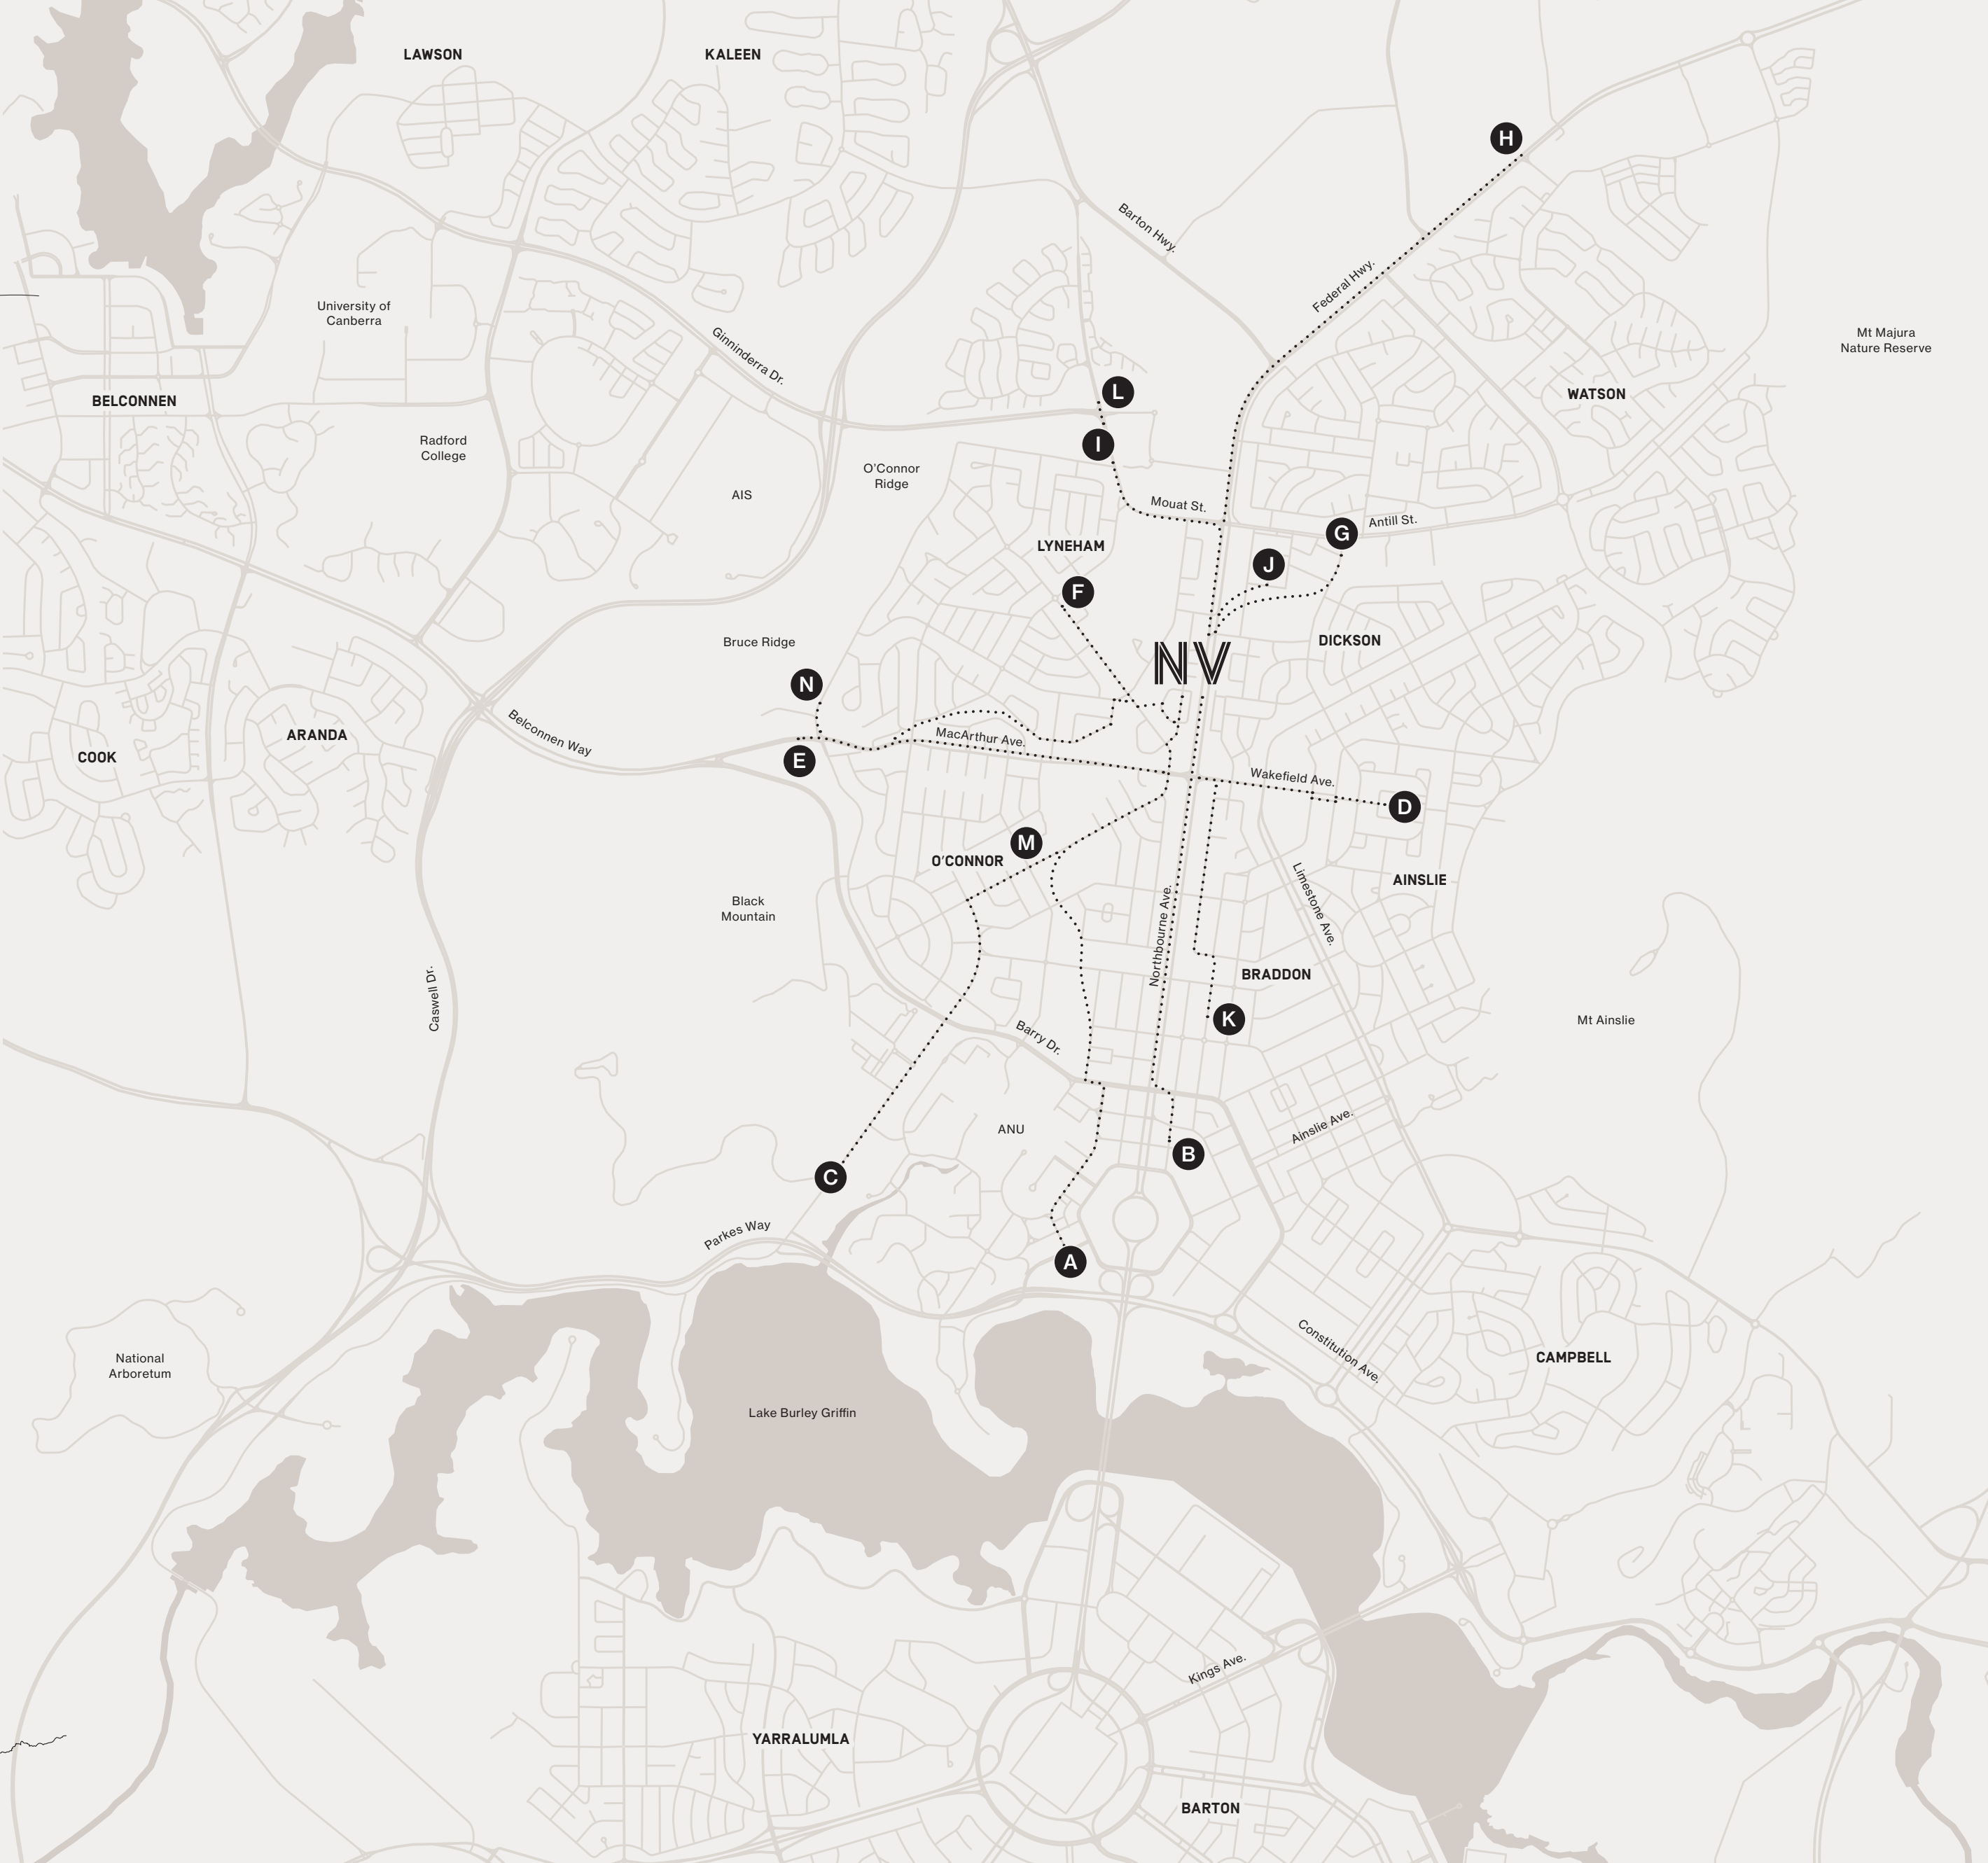 LAWSON
KALEEN
H
Barton Hwy.
Federal Hwy.
University of
Canberra
Ginninderra Dr.
Mt Majura
Nature Reserve
BELCONNEN
L
WATSON
Radford
College
I
O'Connor
Ridge
AIS
Mouat St.
Antill St.
G
LYNEHAM
J
F
Bruce Ridge
DICKSON
NV
N
Belconnen Way
ARANDA
MacArthur Ave.
COOK
E
Wakefield Ave.
D
M
O'CONNOR
AINSLIE
Limestone Ave.
Black
Mountain
Northbourne Ave.
BRADDON
Caswell Dr.
K
Mt Ainslie
Barry Dr.
ANU
Ainslie Ave.
B
C
Parkes Way
A
National
Arboretum
Constitution Ave.
CAMPBELL
Lake Burley Griffin
Kings Ave.
YARRALUMLA
BARTON